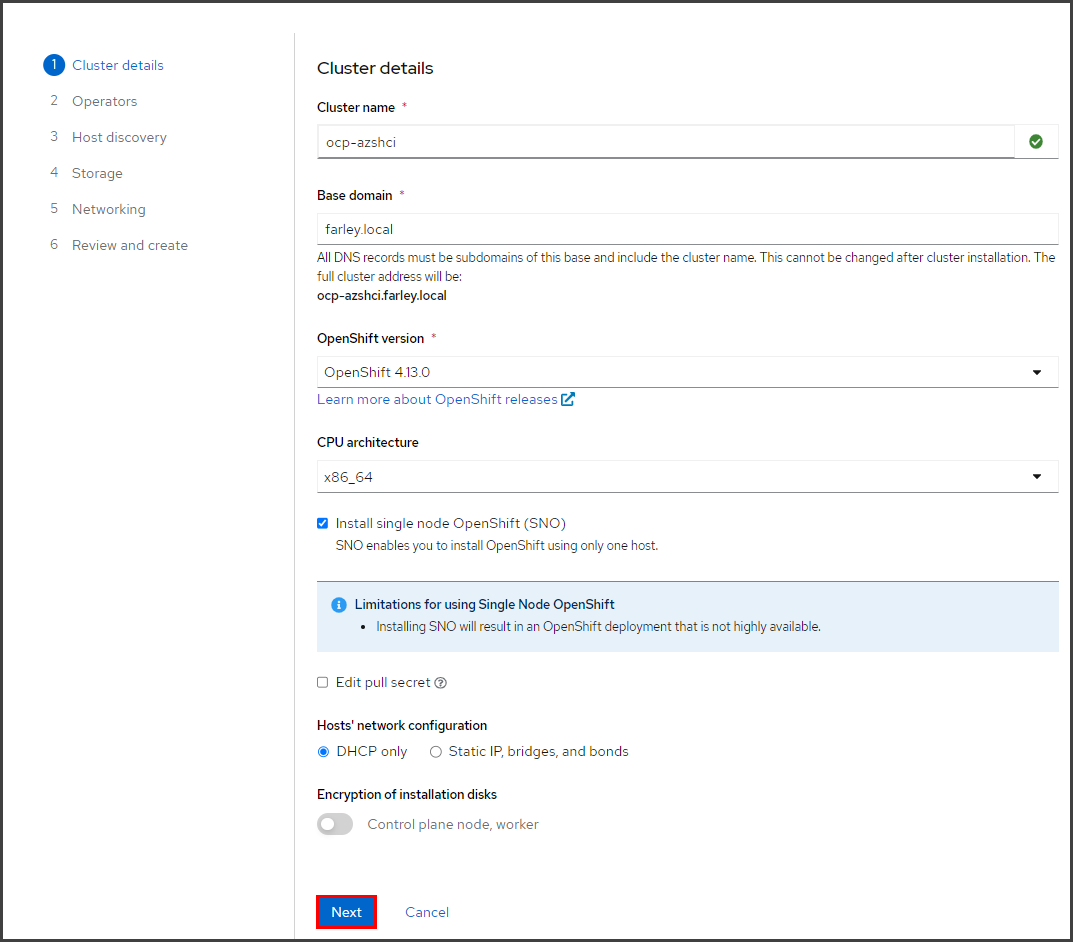 1 Cluster details
2 Operators
3 Host discovery
4 Storage
5 Networking
6 Review and create
Cluster details
Cluster name *
ocp-azshci
Base domain *
farley.local
All DNS records must be subdomains of this base and include the cluster name. This cannot be changed after cluster installation. The
full cluster address will be:
ocp-azshci.farley.local
OpenShift version *
OpenShift 4.13.0
Learn more about OpenShift releases
CPU architecture
x86_64
Install single node OpenShift (SNO)
SNO enables you to install OpenShift using only one host.
Limitations for using Single Node OpenShift
• Installing SNO will result in an OpenShift deployment that is not highly available.
Edit pull secret
Hosts' network configuration
DHCP only Static IP, bridges, and bonds
Encryption of installation disks
Control plane node, worker
Next Cancel